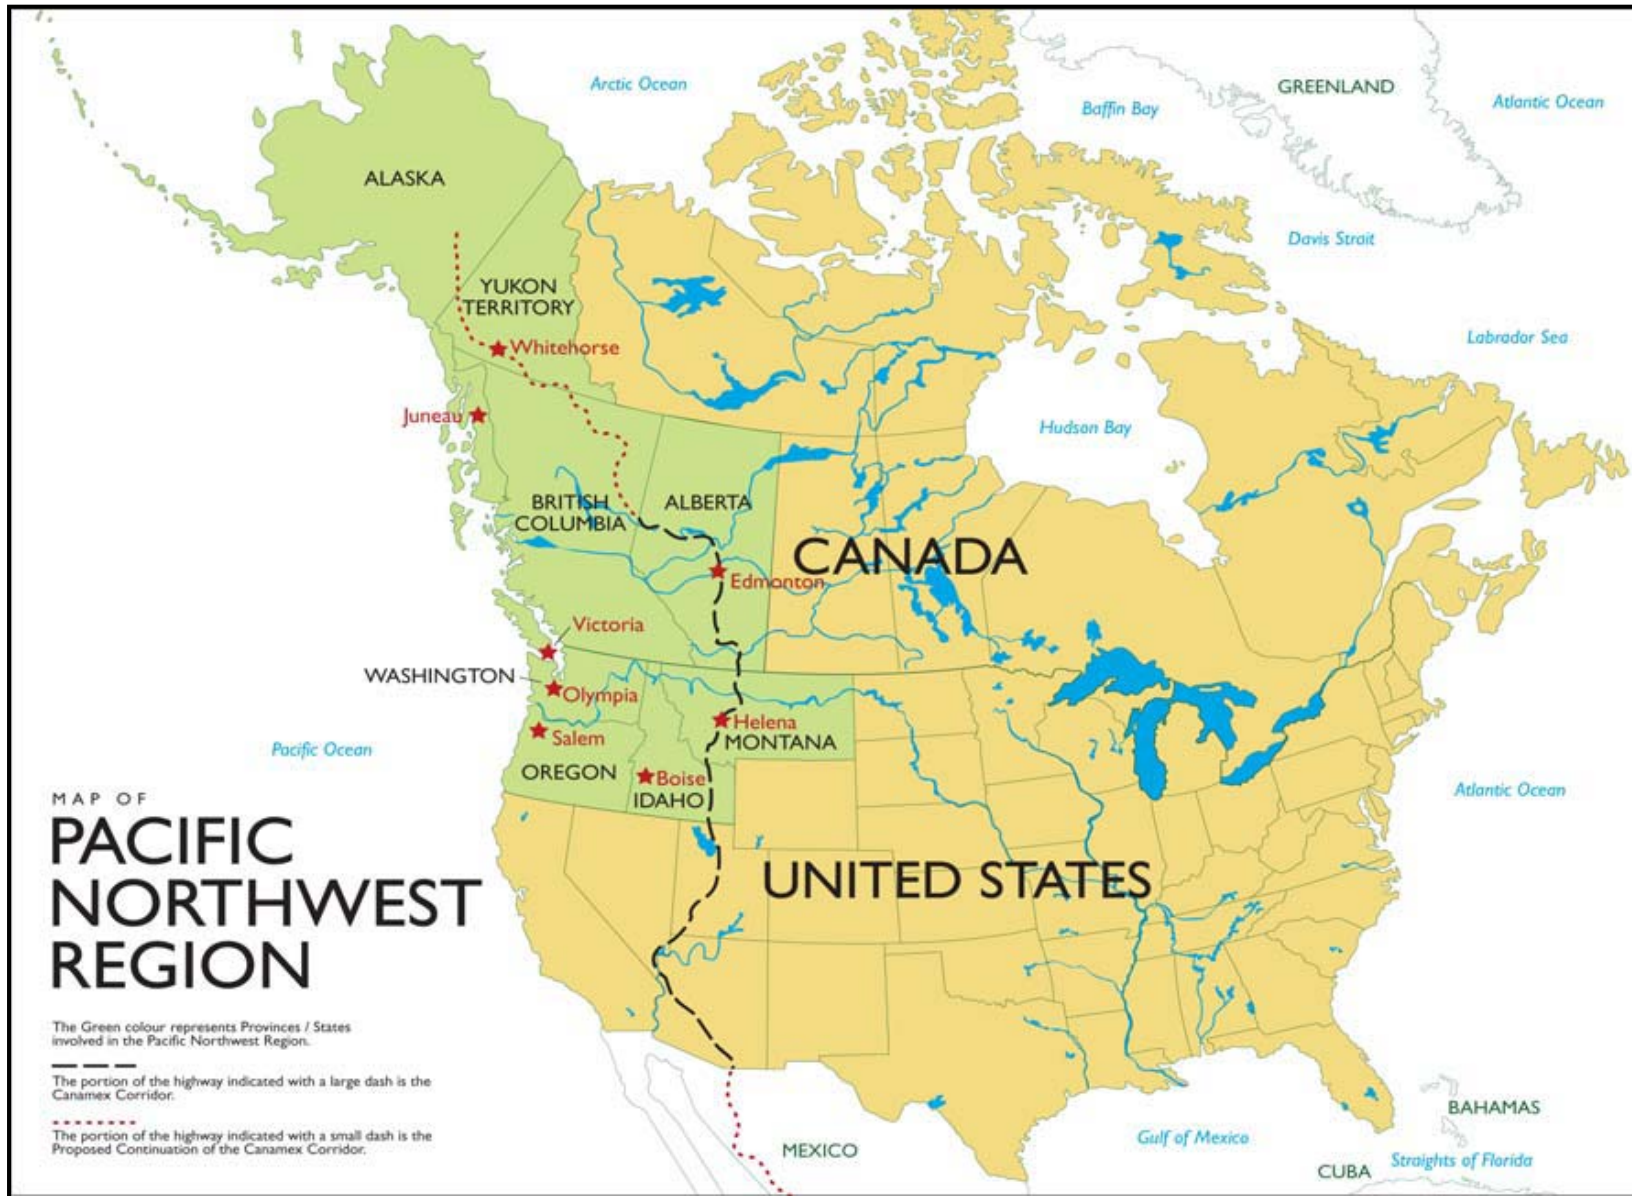 Arctic Ocean
Baffin Bay
GREENLAND
Atlantic Ocean
ALASKA
Davis Strait
YUKON
TERRITORY
Whitehorse
Labrador Sea
Juneau
Hudson Bay
BRITISH
COLUMBIA
ALBERTA
CANADA
Edmonton
Victoria
WASHINGTON
Olympia
Salem
Helena
MONTANA
Pacific Ocean
OREGON
Boise
IDAHO
Atlantic Ocean
UNITED STATES
MAP OF
PACIFIC
NORTHWEST
REGION
The Green colour represents Provinces / States
involved in the Pacific Northwest Region.
The portion of the highway indicated with a large dash is the
Canamex Corridor.
The portion of the highway indicated with a small dash is the
Proposed Continuation of the Canamex Corridor.
MEXICO
Gulf of Mexico
BAHAMAS
CUBA
Straights of Florida